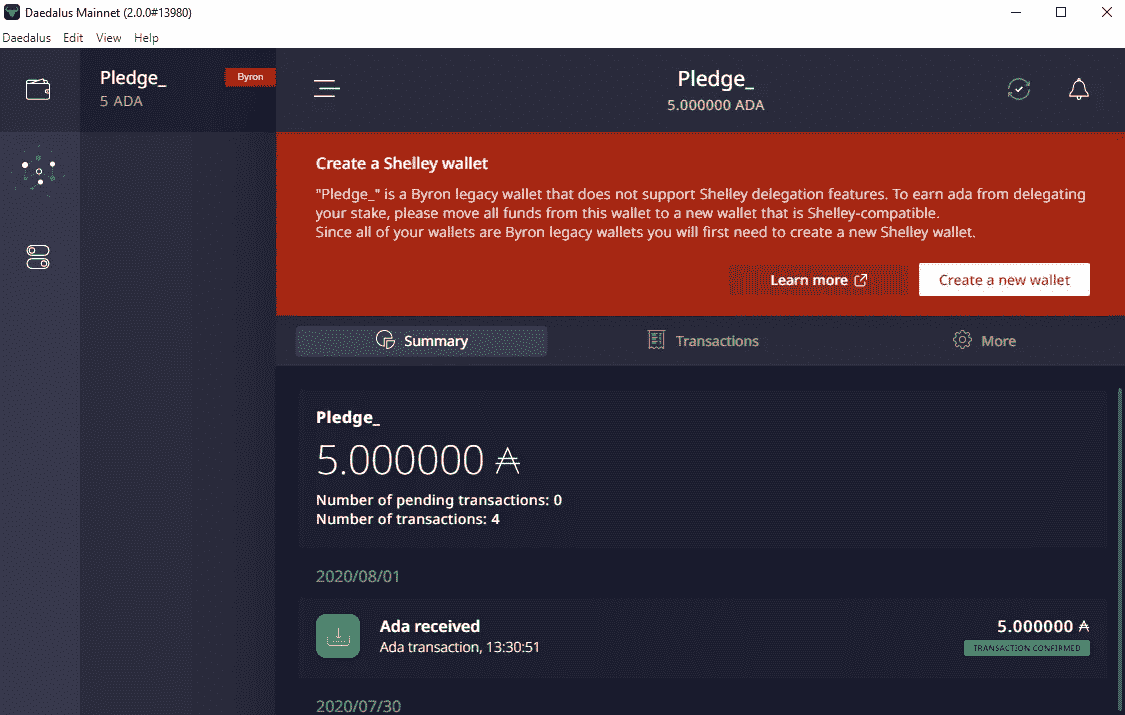 Daedalus Mainnet (2.0.0#13980)
Daedalus Edit View Help
Pledge_
5 ADA
Byron
Pledge_
5.000000 ADA
Create a Shelley wallet
"Pledge_" is a Byron legacy wallet that does not support Shelley delegation features. To earn ada from delegating
your stake, please move all funds from this wallet to a new wallet that is Shelley-compatible.
Since all of your wallets are Byron legacy wallets you will first need to create a new Shelley wallet.
Learn more
Create a new wallet
Summary
Transactions
More
Pledge_
5.000000 ₳
Number of pending transactions: 0
Number of transactions: 4
2020/08/01
Ada received
Ada transaction, 13:30:51
5.000000 ₳
TRANSACTION CONFIRMED
2020/07/30